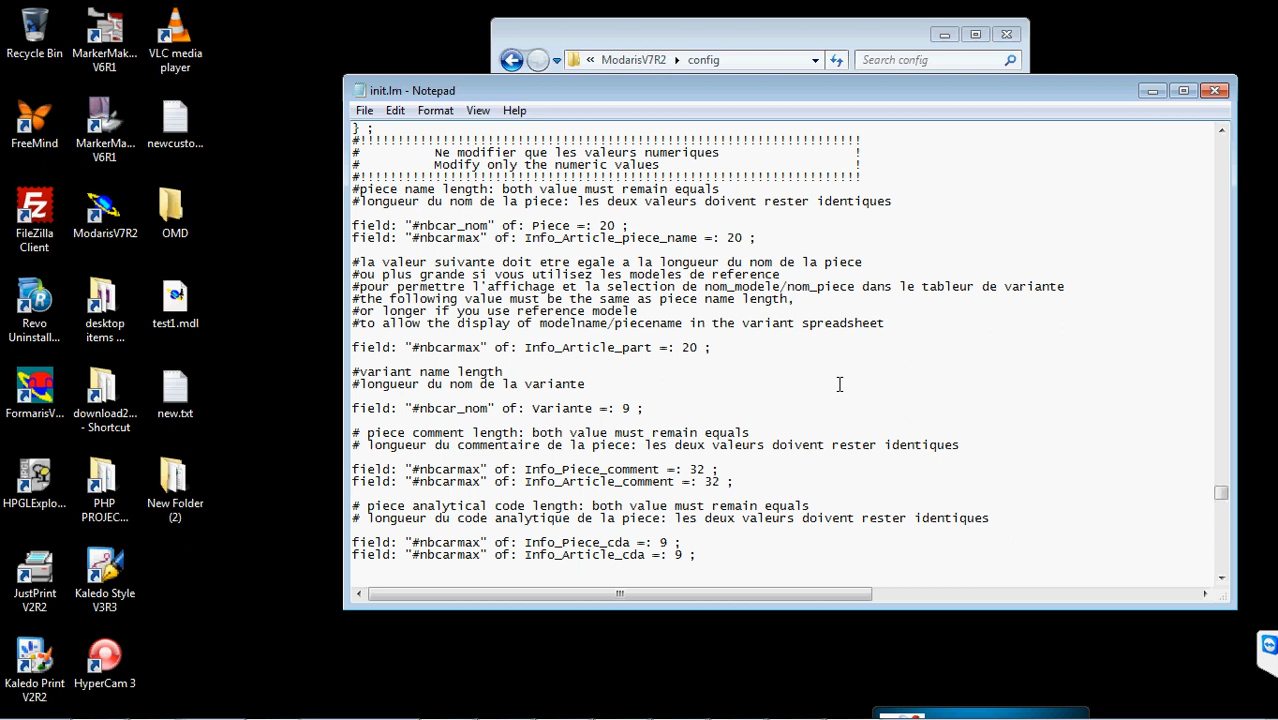 Recycle Bin
MarkerMak...
V6R1
VLC media
player
FreeMind
MarkerMa...
V6R1
newcusto...
FileZilla
Client
ModarisV7R2
OMD
Revo
Uninstall...
desktop
items ...
test1.mdl
FormarisV...
download2...
- Shortcut
new.txt
HPGLExplo...
PHP
PROJEC...
New Folder
(2)
JustPrint
V2R2
Kaledo Style
V3R3
Kaledo Print
V2R2
HyperCam 3
« ModarisV7R2 config
Search config
init.lm - Notepad
File Edit Format View Help
} ;
#!!!!!!!!!!!!!!!!!!!!!!!!!!!!!!!!!!!!!!!!!!!!!!!!!!!!!!!!!!!!!!!!!!
# Ne modifier que les valeurs numeriques !
# Modify only the numeric values !
#!!!!!!!!!!!!!!!!!!!!!!!!!!!!!!!!!!!!!!!!!!!!!!!!!!!!!!!!!!!!!!!!!!
#piece name length: both value must remain equals
#longueur du nom de la piece: les deux valeurs doivent rester identiques
field: "#nbcar_nom" of: Piece =: 20 ;
field: "#nbcarmax" of: Info_Article_piece_name =: 20 ;
#la valeur suivante doit etre egale a la longueur du nom de la piece
#ou plus grande si vous utilisez les modeles de reference
#pour permettre l'affichage et la selection de nom_modele/nom_piece dans le tableur de variante
#the following value must be the same as piece name length,
#or longer if you use reference modele
#to allow the display of modelname/piecename in the variant spreadsheet
field: "#nbcarmax" of: Info_Article_part =: 20 ;
#variant name length
#longueur du nom de la variante
field: "#nbcar_nom" of: Variante =: 9 ;
# piece comment length: both value must remain equals
# longueur du commentaire de la piece: les deux valeurs doivent rester identiques
field: "#nbcarmax" of: Info_Piece_comment =: 32 ;
field: "#nbcarmax" of: Info_Article_comment =: 32 ;
# piece analytical code length: both value must remain equals
# longueur du code analytique de la piece: les deux valeurs doivent rester identiques
field: "#nbcarmax" of: Info_Piece_cda =: 9 ;
field: "#nbcarmax" of: Info_Article_cda =: 9 ;